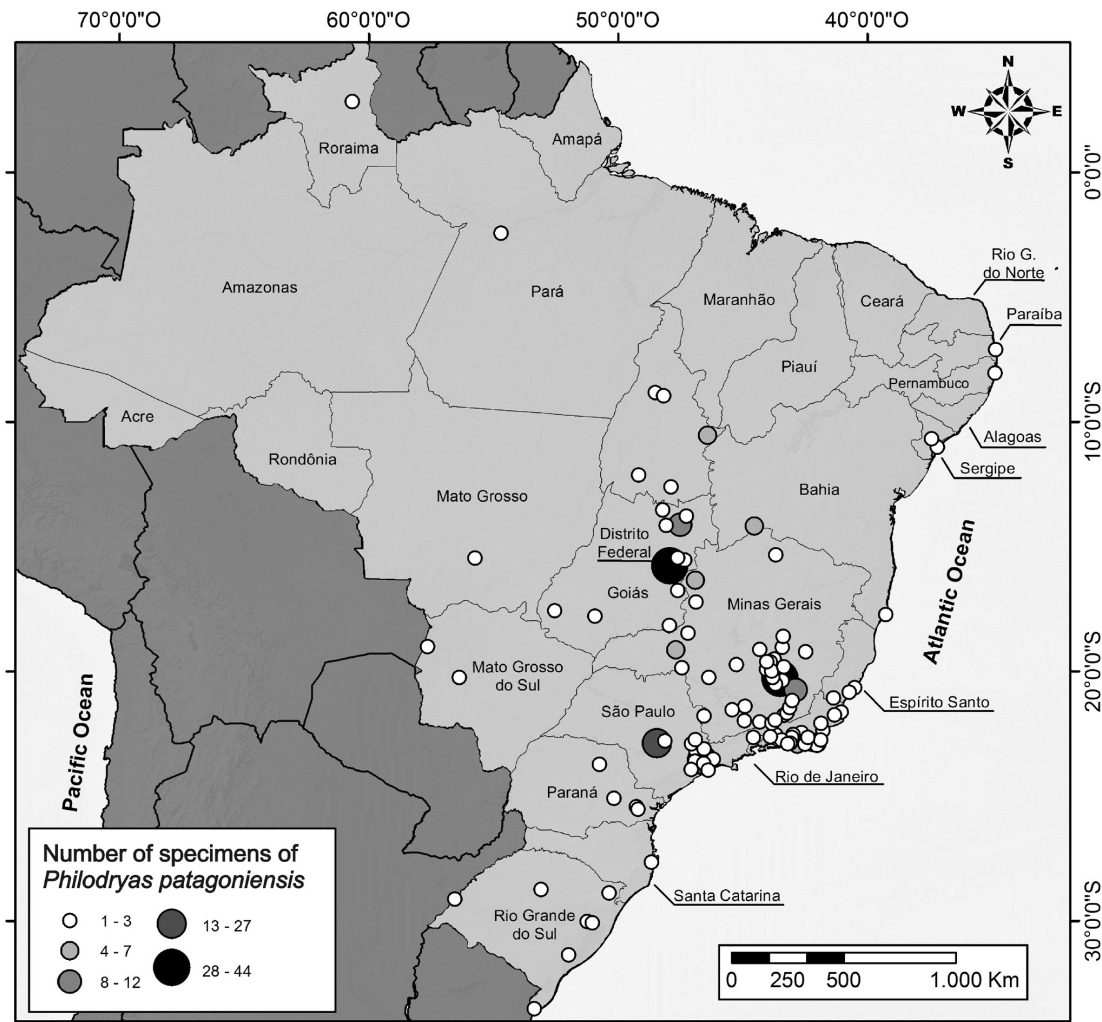 70°0'0"O 60°0'0"O 50°0'0"O 40°0'0"O
N
W E
S
Amapá
Roraima
0°0'0"
Rio G.
do Norte
Amazonas
Pará
Maranhão
Ceará
Paraíba
Piauí
Pernambuco
Acre
10°0'0"S
Alagoas
Rondônia
Sergipe
Mato Grosso
Bahia
Distrito
Federal
Atlantic Ocean
Goiás
Minas Gerais
Mato Grosso
do Sul
20°0'0"S
Espírito Santo
São Paulo
Pacific Ocean
Rio de Janeiro
Paraná
Number of specimens of
Philodryas patagoniensis
1 - 3
13 - 27
4 - 7
28 - 44
8 - 12
Santa Catarina
Rio Grande
do Sul
30°0'0"S
0 250 500 1.000 Km